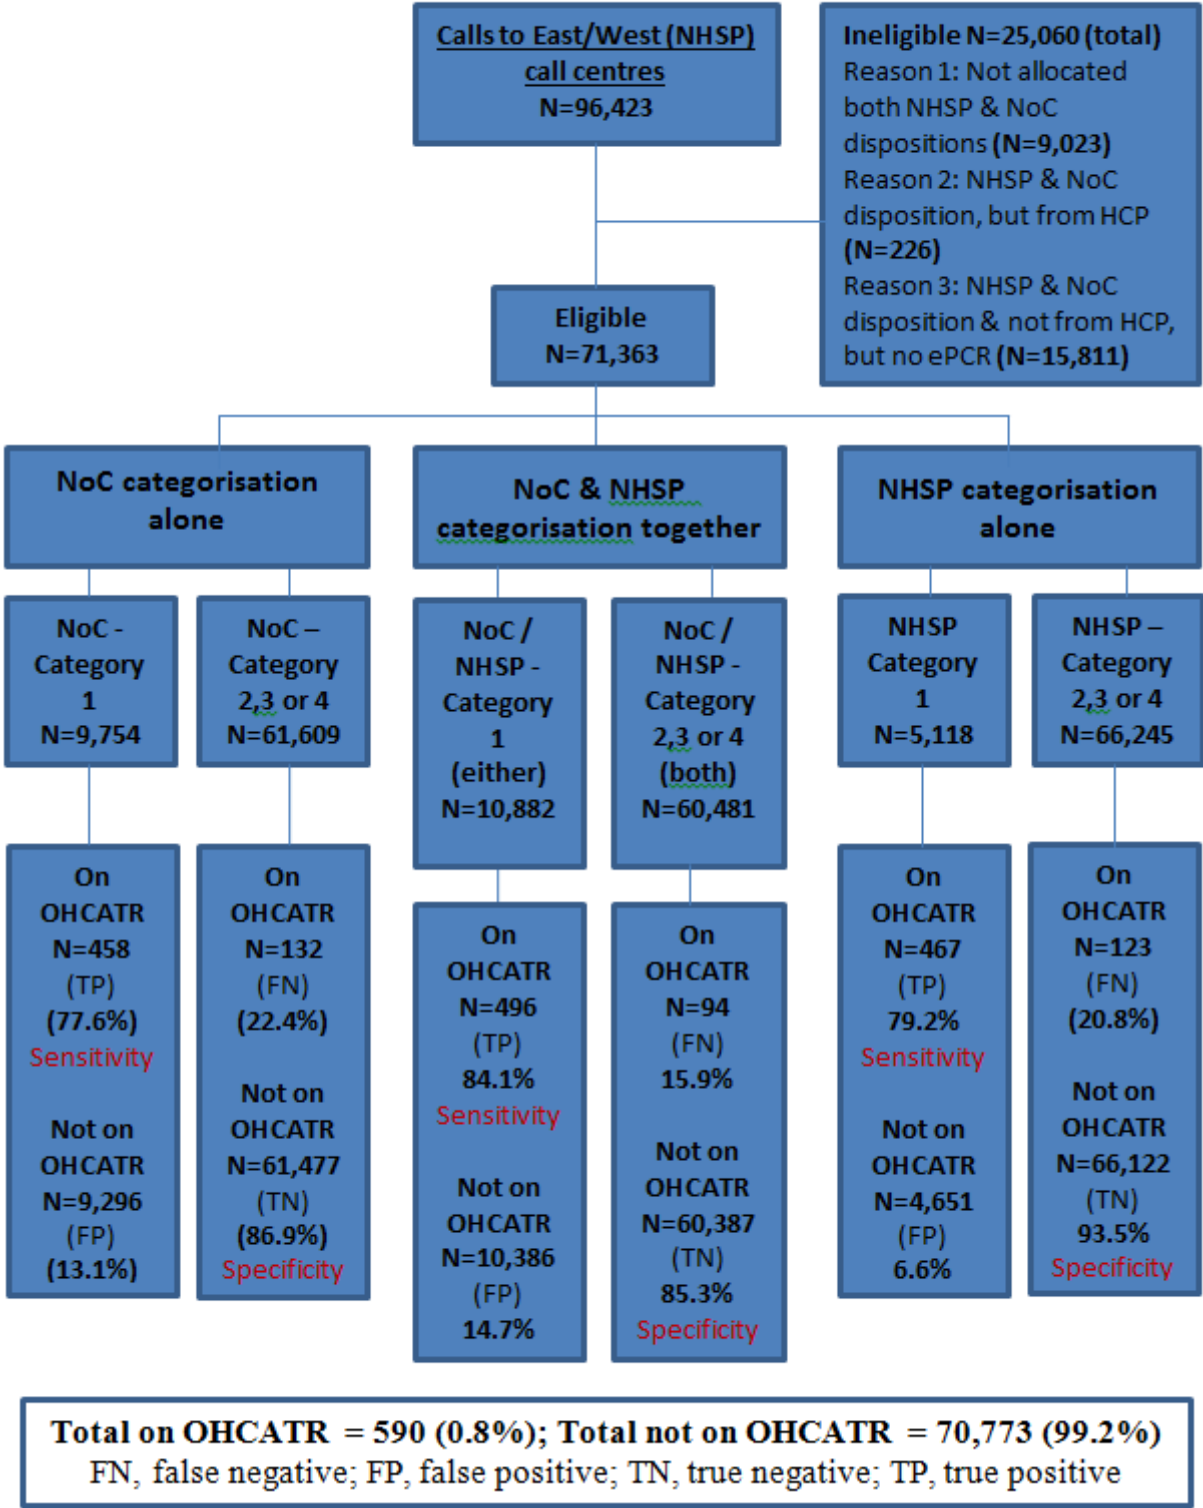 Calls to East/West (NHSP)
call centres
N=96,423
Ineligible N=25,060 (total)
Reason 1: Not allocated
both NHSP & NoC
dispositions (N=9,023)
Reason 2: NHSP & NoC
disposition, but from HCP
(N=226)
Reason 3: NHSP & NoC
disposition & not from HCP,
but no ePCR (N=15,811)
Eligible
N=71,363
NoC categorisation
alone
NoC & NHSP
categorisation together
NHSP categorisation
alone
NoC -
Category
1
N=9,754
NoC –
Category
2,3 or 4
N=61,609
NoC /
NHSP -
Category
1
(either)
N=10,882
NoC /
NHSP -
Category
2,3 or 4
(both)
N=60,481
NHSP
Category
1
N=5,118
NHSP –
Category
2,3 or 4
N=66,245
On
OHCATR
N=458
(TP)
(77.6%)
Sensitivity
Not on
OHCATR
N=9,296
(FP)
(13.1%)
On
OHCATR
N=132
(FN)
(22.4%)
Not on
OHCATR
N=61,477
(TN)
(86.9%)
Specificity
On
OHCATR
N=496
(TP)
84.1%
Sensitivity
Not on
OHCATR
N=10,386
(FP)
14.7%
On
OHCATR
N=94
(FN)
15.9%
Not on
OHCATR
N=60,387
(TN)
85.3%
Specificity
On
OHCATR
N=467
(TP)
79.2%
Sensitivity
Not on
OHCATR
N=4,651
(FP)
6.6%
On
OHCATR
N=123
(FN)
(20.8%)
Not on
OHCATR
N=66,122
(TN)
93.5%
Specificity
Total on OHCATR = 590 (0.8%); Total not on OHCATR = 70,773 (99.2%)
FN, false negative; FP, false positive; TN, true negative; TP, true positive